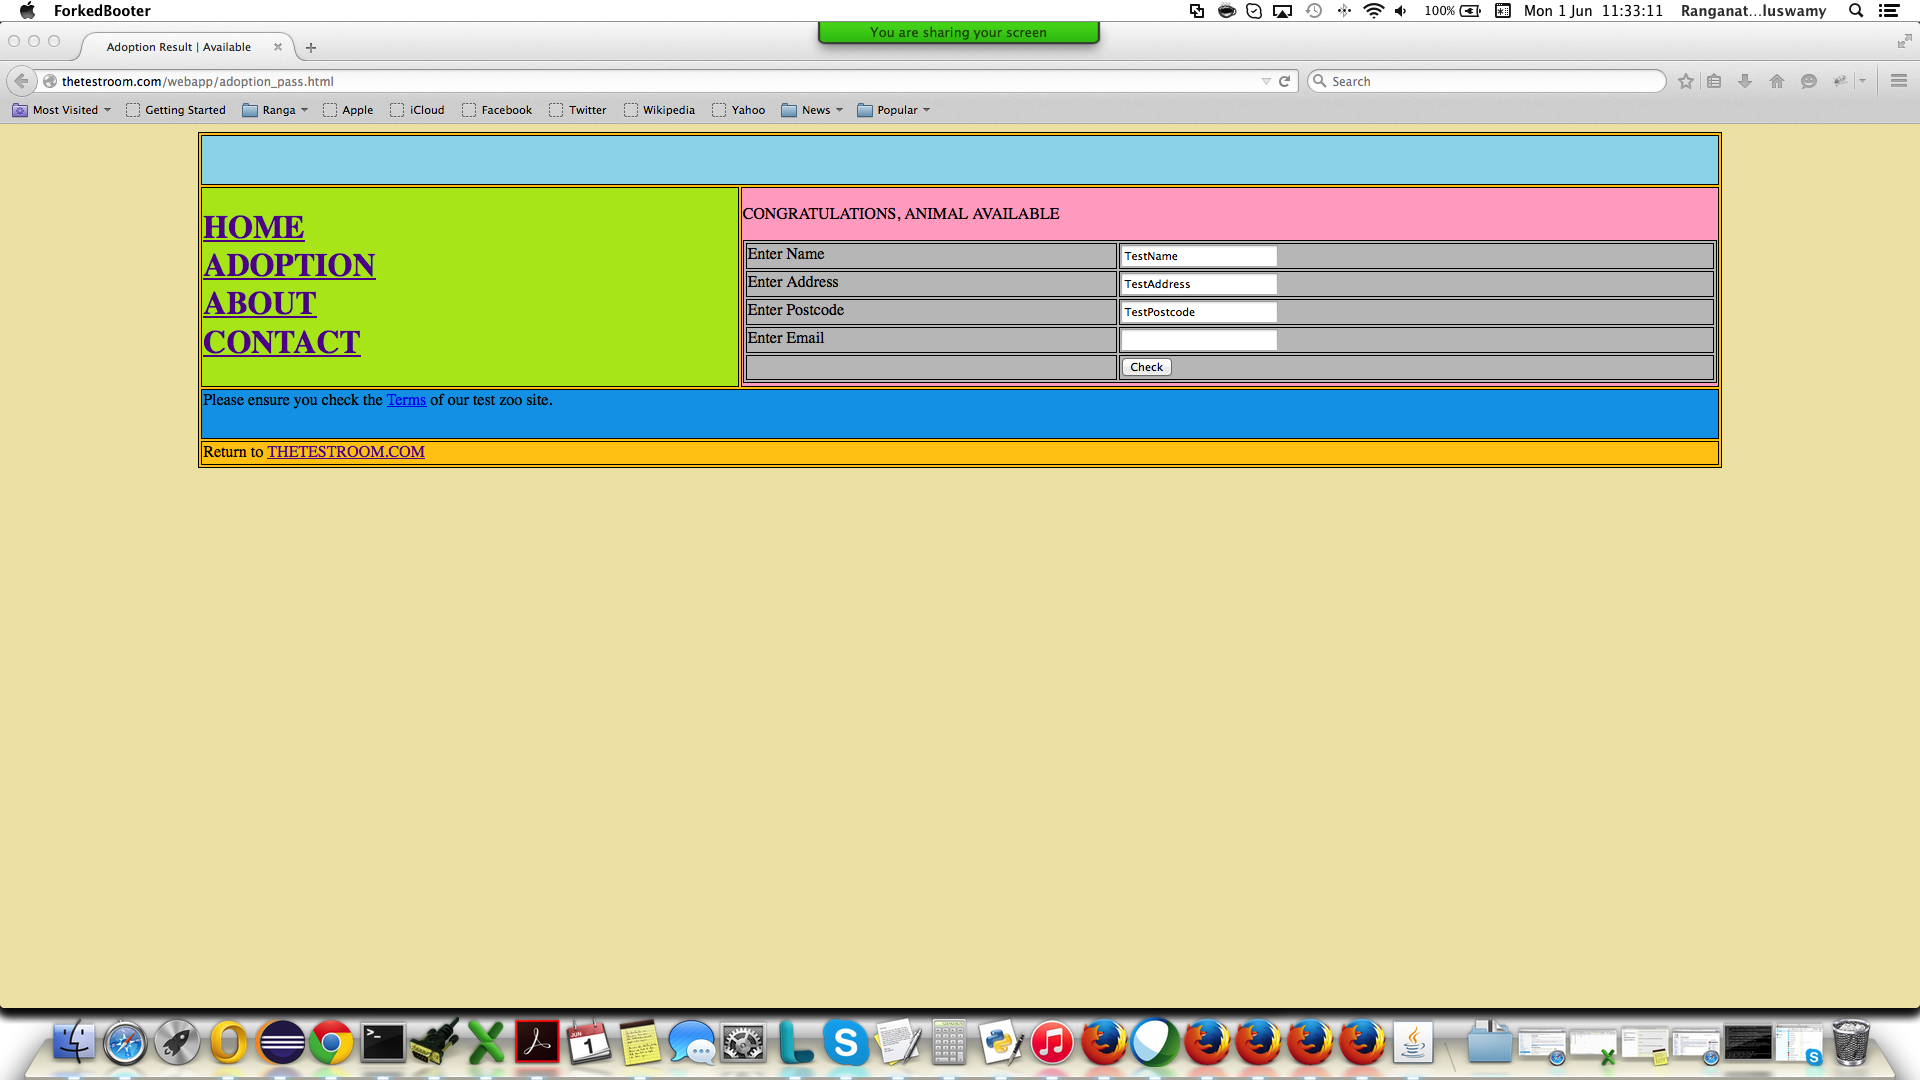 ForkedBooter
100%
Mon 1 Jun 11:33:11
Ranganat...luswamy
You are sharing your screen
Adoption Result | Available
thetestroom.com/webapp/adoption_pass.html
Search
Most Visited
Getting Started
Ranga
Apple
iCloud
Facebook
Twitter
Wikipedia
Yahoo
News
Popular
HOME
ADOPTION
ABOUT
CONTACT
CONGRATULATIONS, ANIMAL AVAILABLE
Enter Name TestName
Enter Address TestAddress
Enter Postcode TestPostcode
Enter Email
Check
Please ensure you check the Terms of our test zoo site.
Return to THETESTROOM.COM
JUN
1